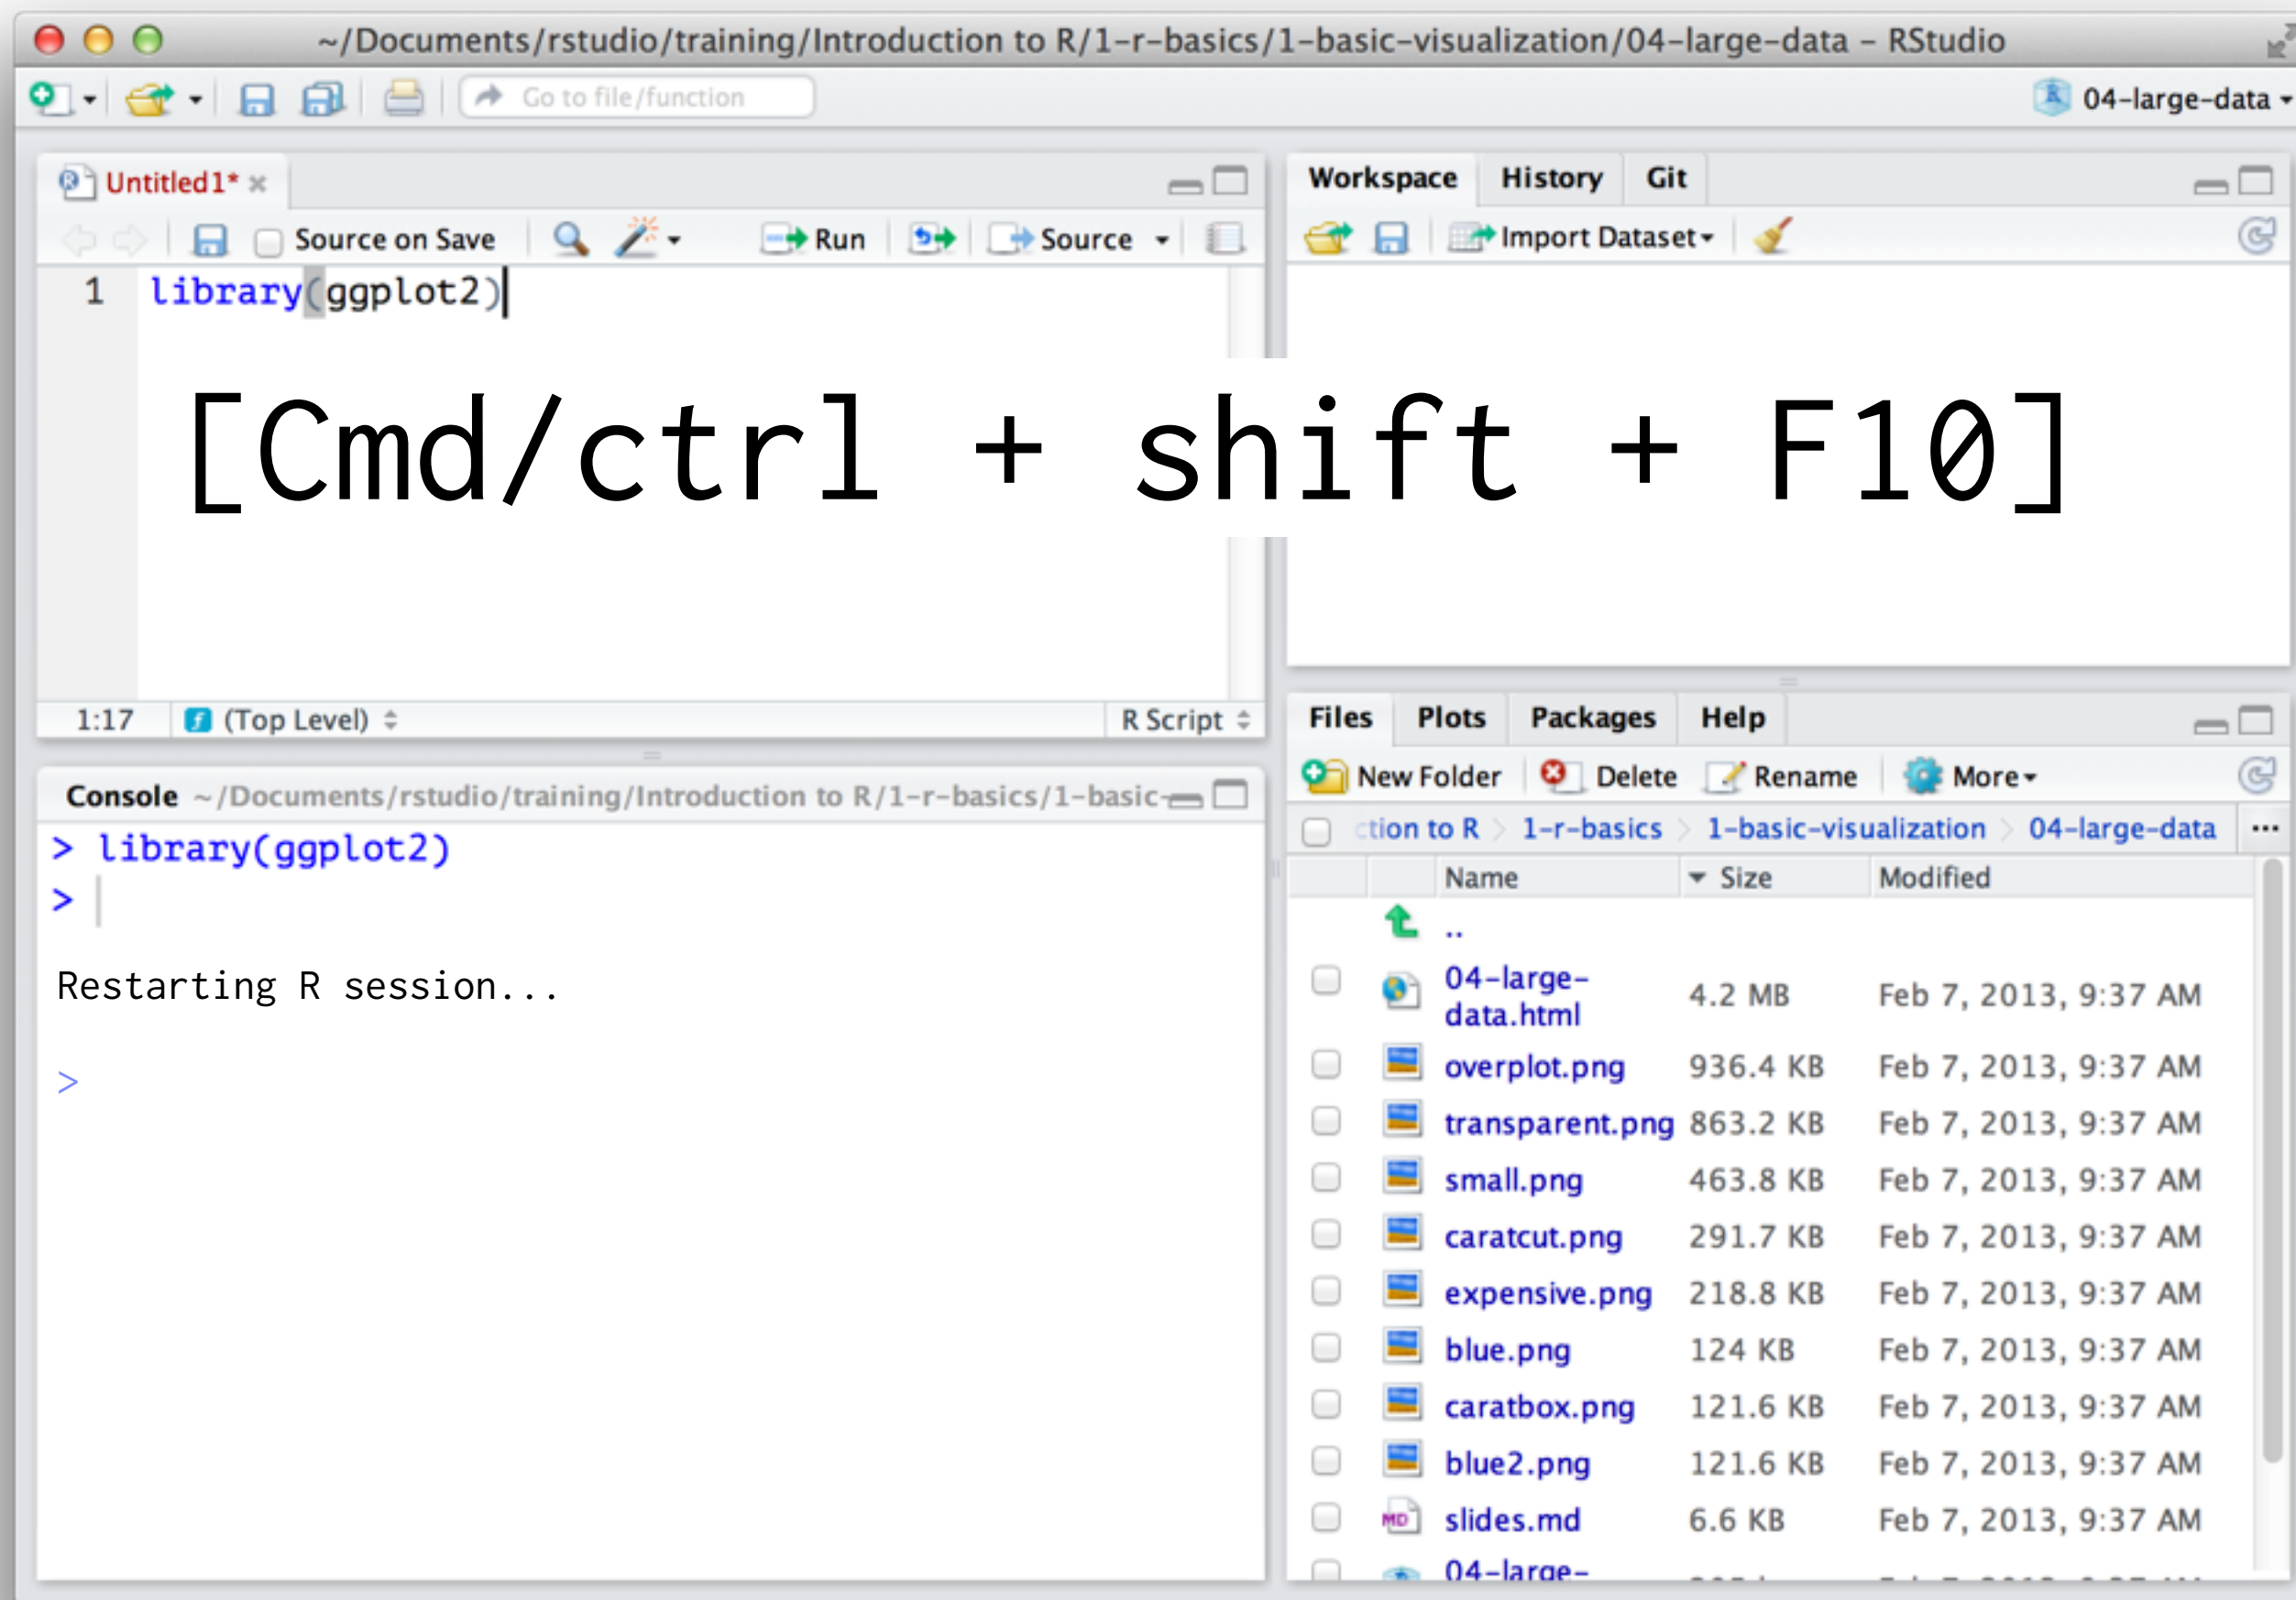 ~/Documents/rstudio/training/Introduction to R/1-r-basics/1-basic-visualization/04-large-data – RStudio
Go to file/function
04-large-data
Untitled1*
Source on Save
Run
Source
1 library(ggplot2)
[Cmd/ctrl + shift + F10]
1:17
(Top Level)
R Script
Console ~/Documents/rstudio/training/Introduction to R/1-r-basics/1-basic-
> library(ggplot2)
>
Restarting R session...
>
Workspace History Git
Import Dataset
Files Plots Packages Help
New Folder Delete Rename More
ction to R 1-r-basics 1-basic-visualization 04-large-data ...
Name Size Modified
..
04-large-
data.html 4.2 MB Feb 7, 2013, 9:37 AM
overplot.png 936.4 KB Feb 7, 2013, 9:37 AM
transparent.png 863.2 KB Feb 7, 2013, 9:37 AM
small.png 463.8 KB Feb 7, 2013, 9:37 AM
caratcut.png 291.7 KB Feb 7, 2013, 9:37 AM
expensive.png 218.8 KB Feb 7, 2013, 9:37 AM
blue.png 124 KB Feb 7, 2013, 9:37 AM
caratbox.png 121.6 KB Feb 7, 2013, 9:37 AM
blue2.png 121.6 KB Feb 7, 2013, 9:37 AM
MD slides.md 6.6 KB Feb 7, 2013, 9:37 AM
04-large-